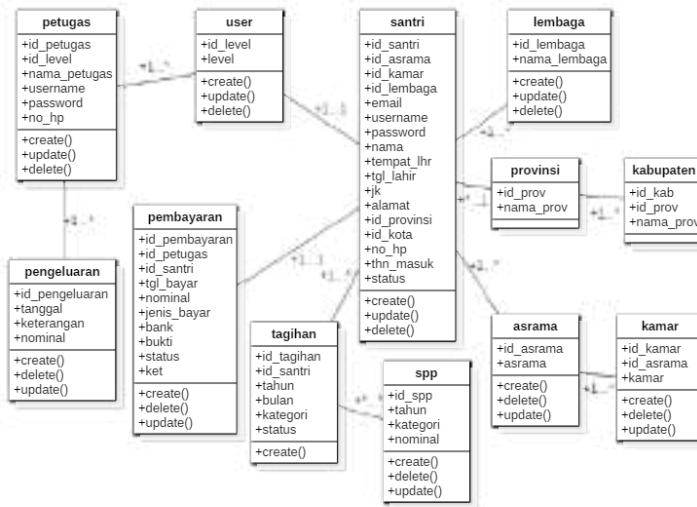 petugas
+id_petugas
+id_level
+nama_petugas
+username
+password
+no_hp
+create()
+update()
+delete()
user
+id_level
+level
+create()
+update()
+delete()
santri
+id_santri
+id_asrama
+id_kamar
+id_lembaga
+email
+username
+password
+nama
+tempat_lhr
+tgl_lahir
+jk
+alamat
+id_provinsi
+id_kota
+no_hp
+thn_masuk
+status
+create()
+update()
+delete()
lembaga
+id_lembaga
+nama_lembaga
+create()
+update()
+delete()
provinsi
+id_prov
+nama_prov
kabupaten
+id_kab
+id_prov
+nama_prov
pengeluaran
+id_pengeluaran
+tanggal
+keterangan
+nominal
+create()
+delete()
+update()
pembayaran
+id_pembayaran
+id_petugas
+id_santri
+tgl_bayar
+nominal
+jenis_bayar
+bank
+bukti
+status
+ket
+create()
+delete()
+update()
tagihan
+id_tagihan
+id_santri
+tahun
+bulan
+kategori
+status
+create()
spp
+id_spp
+tahun
+kategori
+nominal
+create()
+delete()
+update()
asrama
+id_asrama
+asrama
+create()
+delete()
+update()
kamar
+id_kamar
+id_asrama
+kamar
+create()
+delete()
+update()